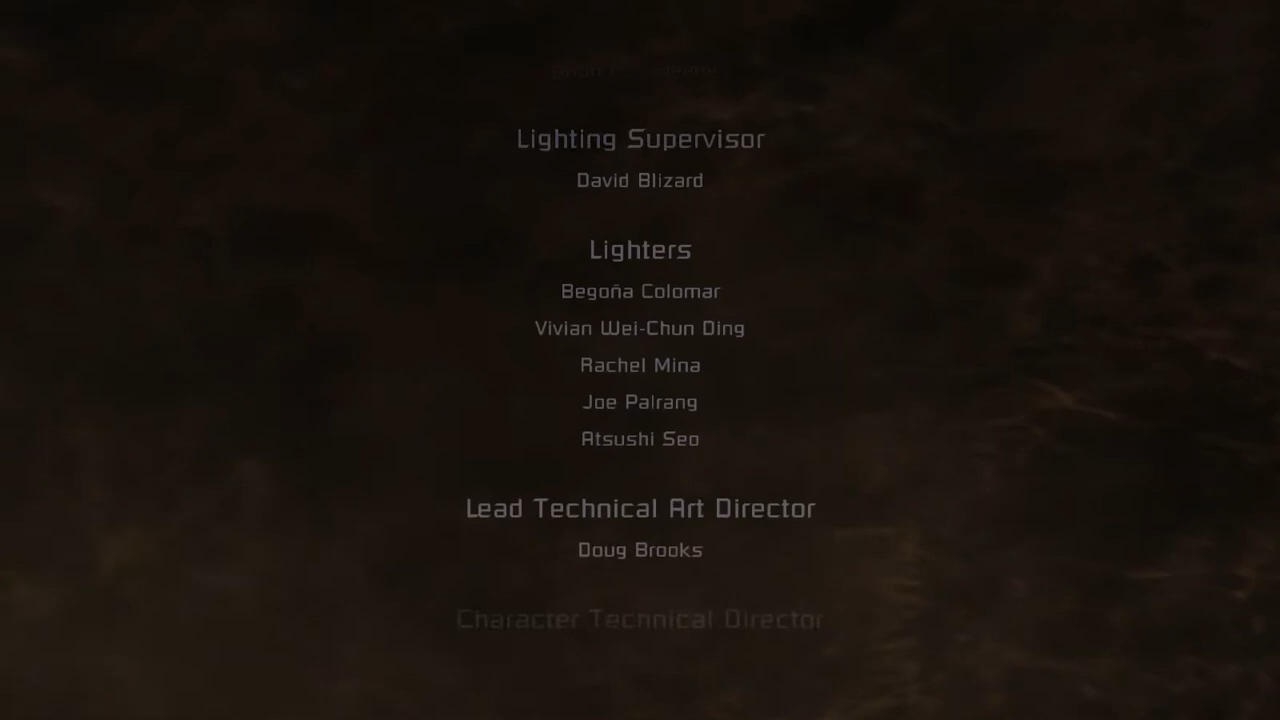 Lighting Supervisor
David Blizard
Lighters
Begoña Colomar
Vivian Wei-Chun Ding
Rachel Mina
Joe Palrang
Atsushi Seo
Lead Technical Art Director
Doug Brooks
Character Technical Director